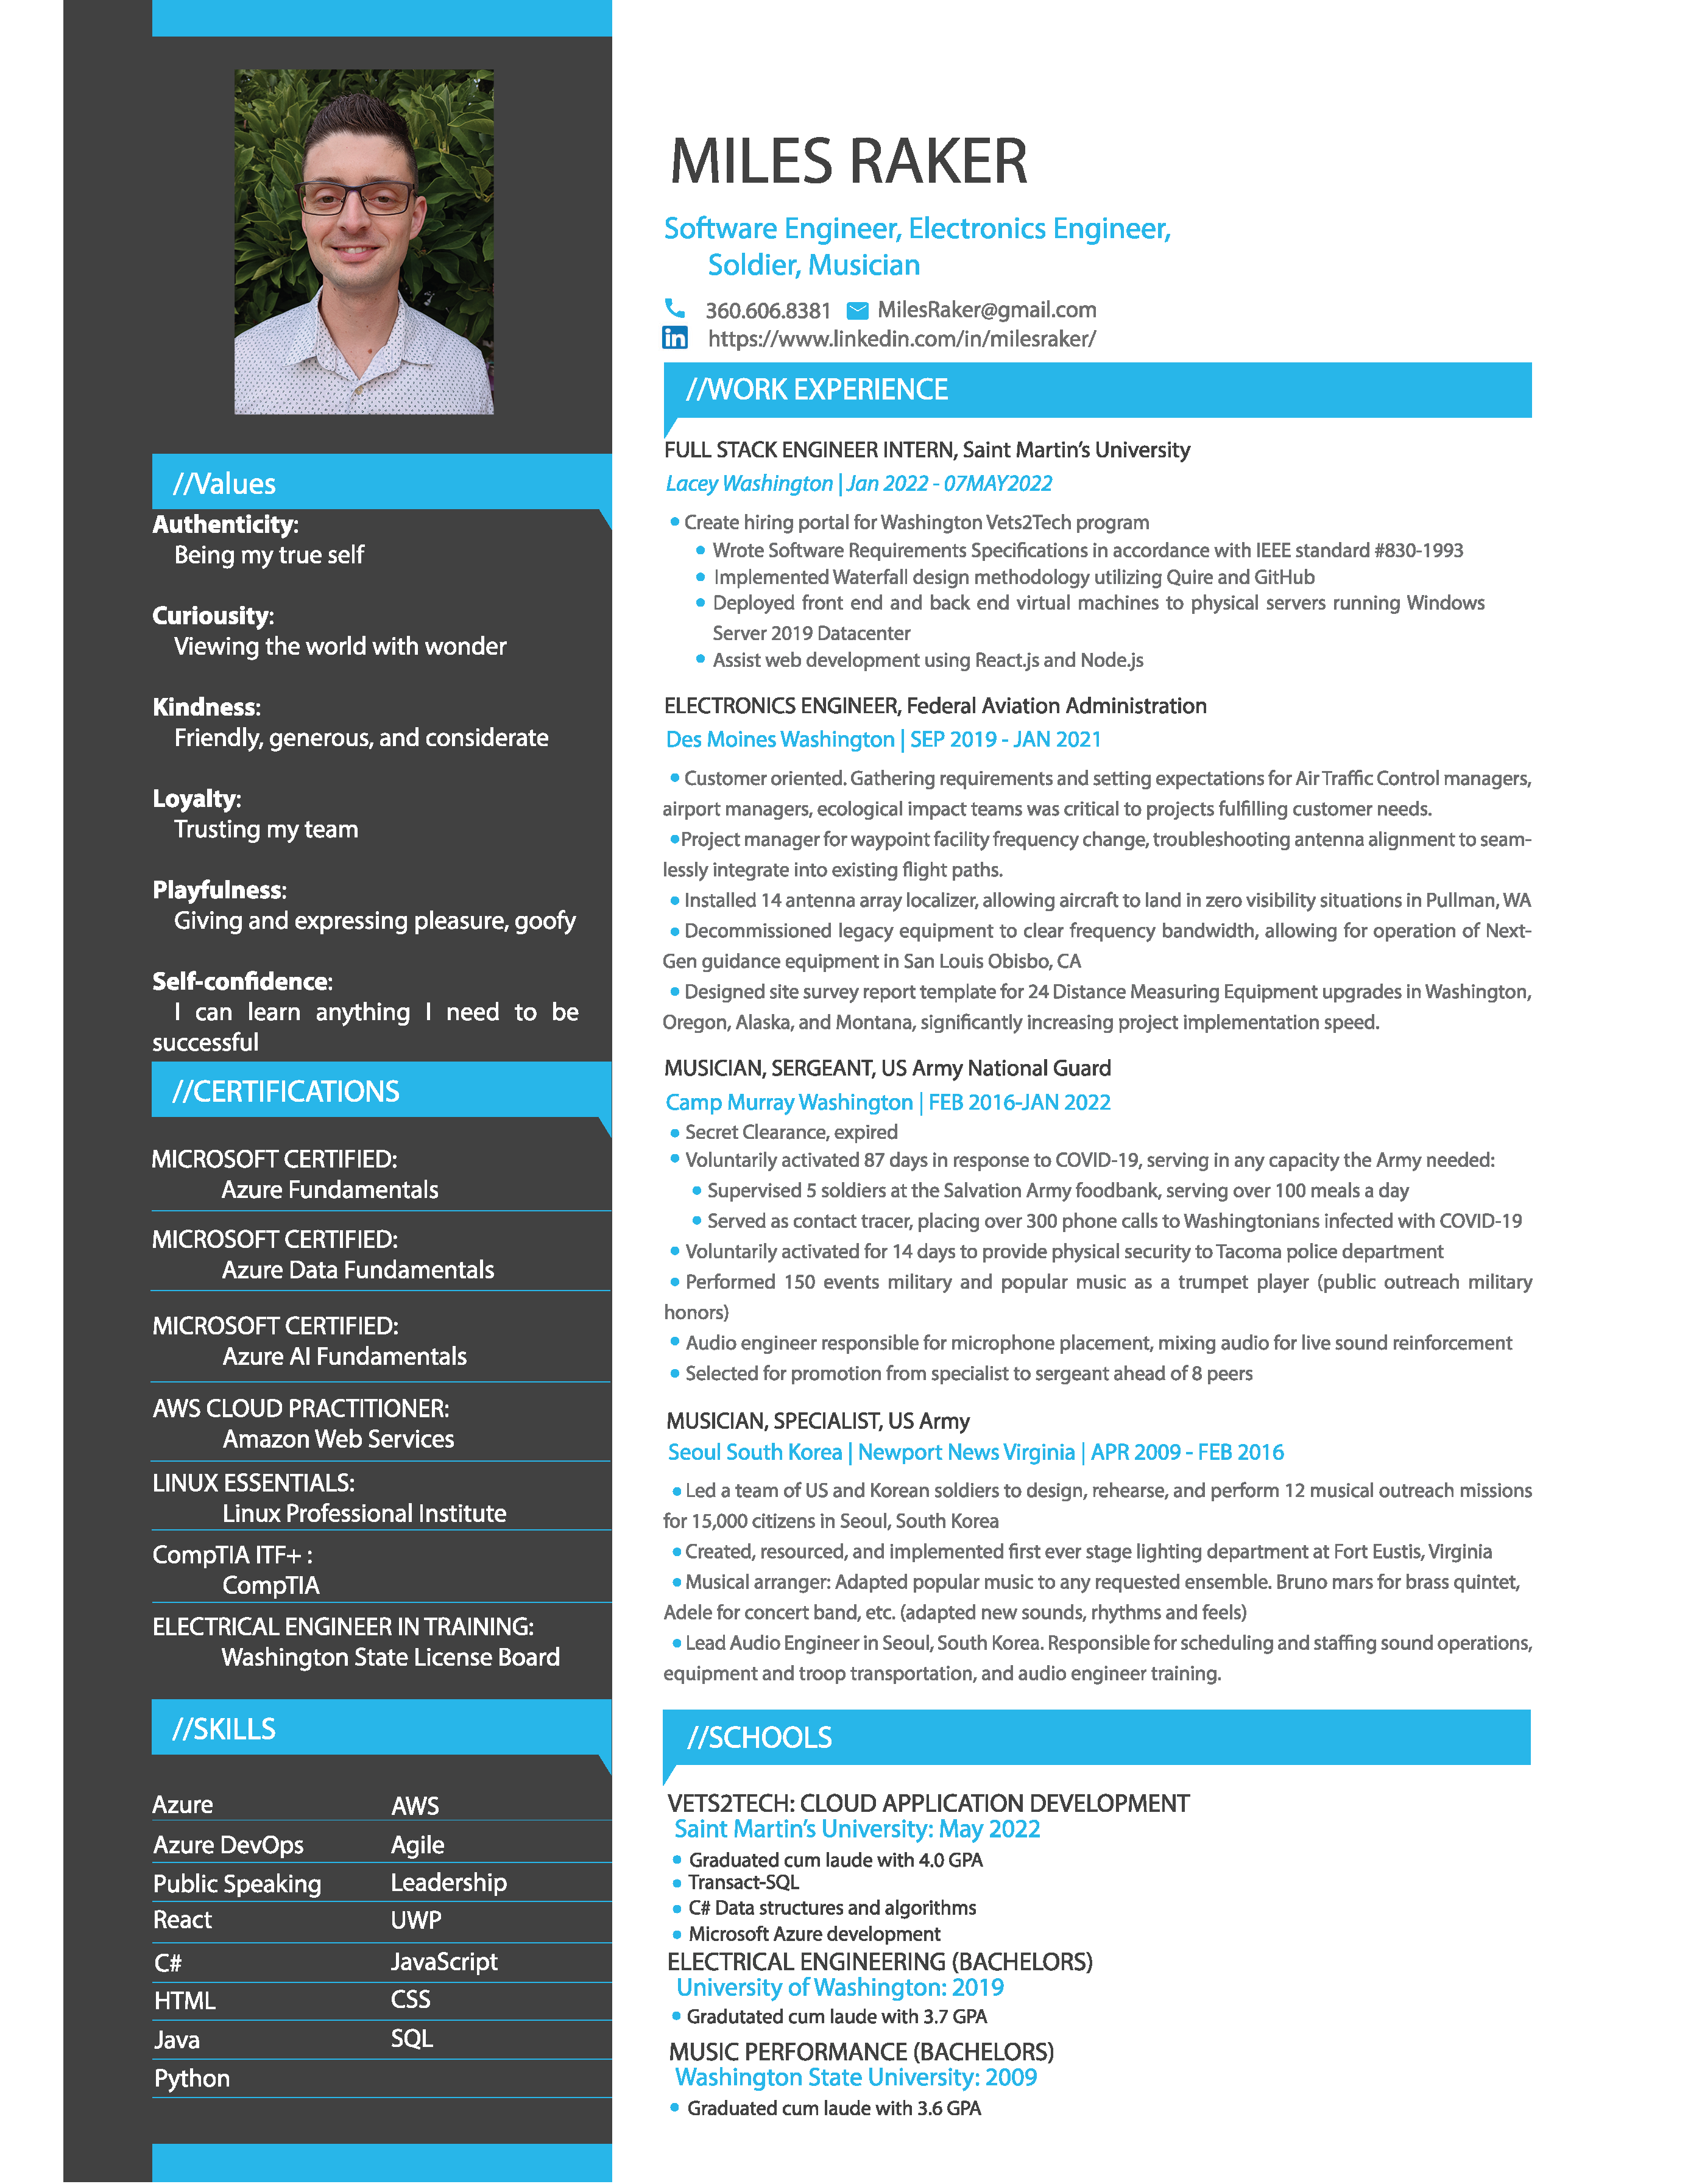 MILES RAKER
Software Engineer, Electronics Engineer,
Soldier, Musician
360.606.8381 MilesRaker@gmail.com
in https://www.linkedin.com/in/milesraker/
//Values
Authenticity:
Being my true self
Curiousity:
Viewing the world with wonder
Kindness:
Friendly, generous, and considerate
Loyalty:
Trusting my team
Playfulness:
Giving and expressing pleasure, goofy
Self-confidence:
I can learn anything I need to be
successful
//CERTIFICATIONS
MICROSOFT CERTIFIED:
Azure Fundamentals
MICROSOFT CERTIFIED:
Azure Data Fundamentals
MICROSOFT CERTIFIED:
Azure AI Fundamentals
AWS CLOUD PRACTITIONER:
Amazon Web Services
LINUX ESSENTIALS:
Linux Professional Institute
CompTIA ITF+ :
CompTIA
ELECTRICAL ENGINEER IN TRAINING:
Washington State License Board
//SKILLS
Azure AWS
Azure DevOps Agile
Public Speaking Leadership
React UWP
C# JavaScript
HTML CSS
Java SQL
Python
//WORK EXPERIENCE
FULL STACK ENGINEER INTERN, Saint Martin's University
Lacey Washington | Jan 2022 - 07MAY2022
• Create hiring portal for Washington Vets2Tech program
• Wrote Software Requirements Specifications in accordance with IEEE standard #830-1993
• Implemented Waterfall design methodology utilizing Quire and GitHub
• Deployed front end and back end virtual machines to physical servers running Windows
Server 2019 Datacenter
• Assist web development using React.js and Node.js
ELECTRONICS ENGINEER, Federal Aviation Administration
Des Moines Washington | SEP 2019 - JAN 2021
• Customer oriented. Gathering requirements and setting expectations for Air Traffic Control managers,
airport managers, ecological impact teams was critical to projects fulfilling customer needs.
•Project manager for waypoint facility frequency change, troubleshooting antenna alignment to seam-
lessly integrate into existing flight paths.
• Installed 14 antenna array localizer, allowing aircraft to land in zero visibility situations in Pullman, WA
• Decommissioned legacy equipment to clear frequency bandwidth, allowing for operation of Next-
Gen guidance equipment in San Louis Obisbo, CA
• Designed site survey report template for 24 Distance Measuring Equipment upgrades in Washington,
Oregon, Alaska, and Montana, significantly increasing project implementation speed.
MUSICIAN, SERGEANT, US Army National Guard
Camp Murray Washington | FEB 2016-JAN 2022
• Secret Clearance, expired
• Voluntarily activated 87 days in response to COVID-19, serving in any capacity the Army needed:
• Supervised 5 soldiers at the Salvation Army foodbank, serving over 100 meals a day
• Served as contact tracer, placing over 300 phone calls to Washingtonians infected with COVID-19
• Voluntarily activated for 14 days to provide physical security to Tacoma police department
• Performed 150 events military and popular music as a trumpet player (public outreach military
honors)
• Audio engineer responsible for microphone placement, mixing audio for live sound reinforcement
• Selected for promotion from specialist to sergeant ahead of 8 peers
MUSICIAN, SPECIALIST, US Army
Seoul South Korea | Newport News Virginia | APR 2009 - FEB 2016
• Led a team of US and Korean soldiers to design, rehearse, and perform 12 musical outreach missions
for 15,000 citizens in Seoul, South Korea
• Created, resourced, and implemented first ever stage lighting department at Fort Eustis, Virginia
• Musical arranger: Adapted popular music to any requested ensemble. Bruno mars for brass quintet,
Adele for concert band, etc. (adapted new sounds, rhythms and feels)
• Lead Audio Engineer in Seoul, South Korea. Responsible for scheduling and staffing sound operations,
equipment and troop transportation, and audio engineer training.
//SCHOOLS
VETS2TECH: CLOUD APPLICATION DEVELOPMENT
Saint Martin's University: May 2022
• Graduated cum laude with 4.0 GPA
• Transact-SQL
• C# Data structures and algorithms
• Microsoft Azure development
ELECTRICAL ENGINEERING (BACHELORS)
University of Washington: 2019
• Gradutated cum laude with 3.7 GPA
MUSIC PERFORMANCE (BACHELORS)
Washington State University: 2009
• Graduated cum laude with 3.6 GPA